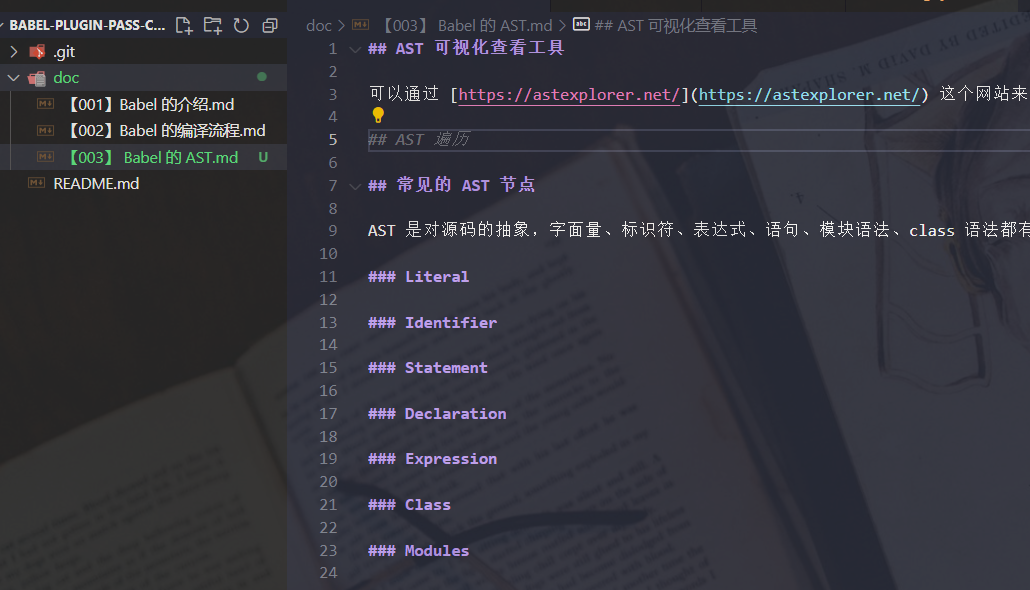 BABEL-PLUGIN-PASS-C...
.git
doc
【001】Babel 的介绍.md
【002】Babel 的编译流程.md
【003】 Babel 的 AST.md U
README.md
doc > 【003】 Babel 的 AST.md > ## AST 可视化查看工具
1 ## AST 可视化查看工具
2
3 可以通过 [https://astexplorer.net/](https://astexplorer.net/) 这个网站来
4
5 ## AST 遍历
6
7 ## 常见的 AST 节点
8
9 AST 是对源码的抽象，字面量、标识符、表达式、语句、模块语法、class 语法都有
10
11 ### Literal
12
13 ### Identifier
14
15 ### Statement
16
17 ### Declaration
18
19 ### Expression
20
21 ### Class
22
23 ### Modules
24